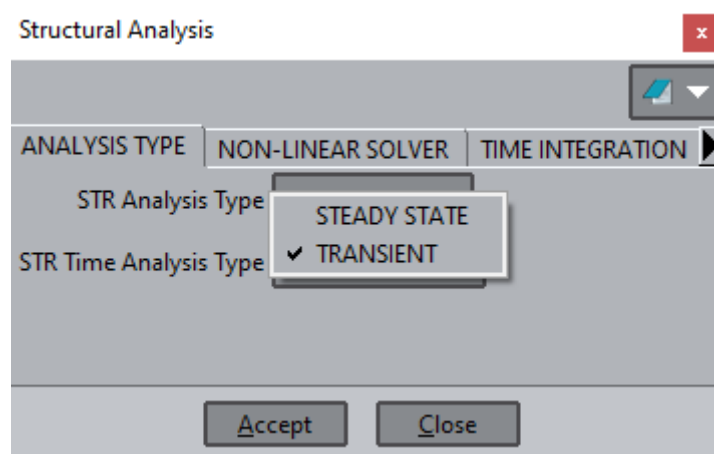 Structural Analysis
x
ANALYSIS TYPE NON-LINEAR SOLVER TIME INTEGRATION
STR Analysis Type
STEADY STATE
TRANSIENT
STR Time Analysis Type
Accept Close